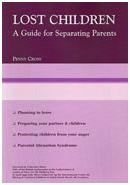 LOST CHILDREN
A Guide for Separating Parents
PENNY CROSS
Planning to leave
Preparing your partner & children
Protecting children from your anger
Parental Alienation Syndrome